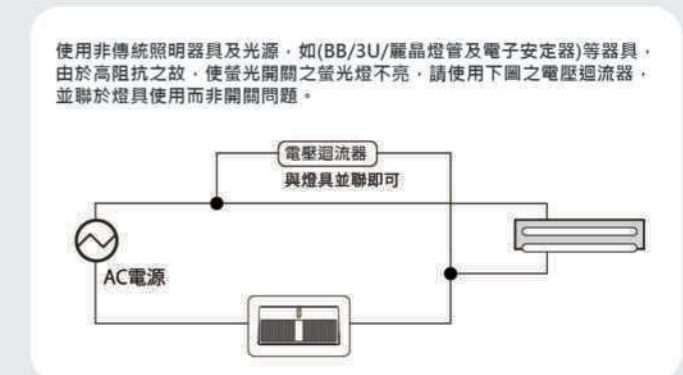 使用非傳統照明器具及光源，如(BB/3U/麗晶燈管及電子安定器)等器具，
由於高阻抗之故，使螢光開關之螢光燈不亮，請使用下圖之電壓迴流器，
並聯於燈具使用而非開關問題。
電壓迴流器
與燈具並聯即可
AC電源